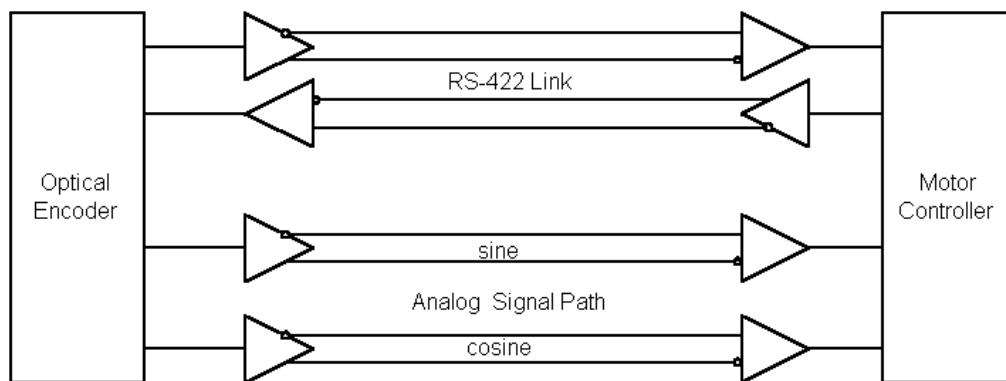 RS-422 Link
Optical
Encoder
Motor
Controller
sine
Analog Signal Path
cosine